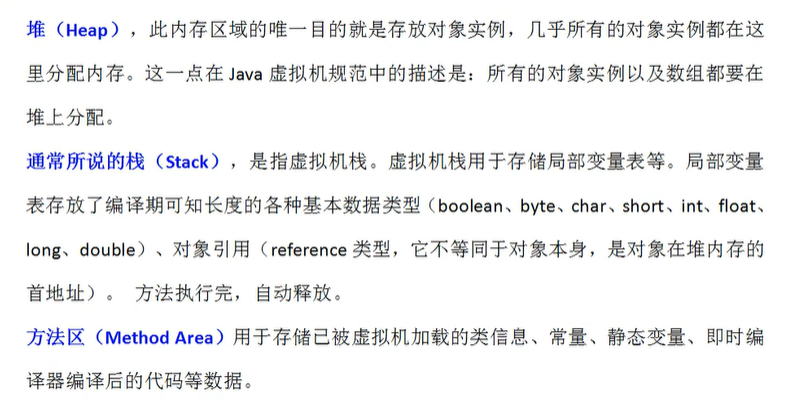 堆（Heap），此内存区域的唯一目的就是存放对象实例，几乎所有的对象实例都在这
里分配内存。这一点在 Java 虚拟机规范中的描述是：所有的对象实例以及数组都要在
堆上分配。
通常所说的栈（Stack），是指虚拟机栈。虚拟机栈用于存储局部变量表等。局部变量
表存放了编译期可知长度的各种基本数据类型（boolean、byte、char、short、int、float、
long、double）、对象引用（reference 类型，它不等同于对象本身，是对象在堆内存的
首地址）。 方法执行完，自动释放。
方法区（Method Area）用于存储已被虚拟机加载的类信息、常量、静态变量、即时编
译器编译后的代码等数据。